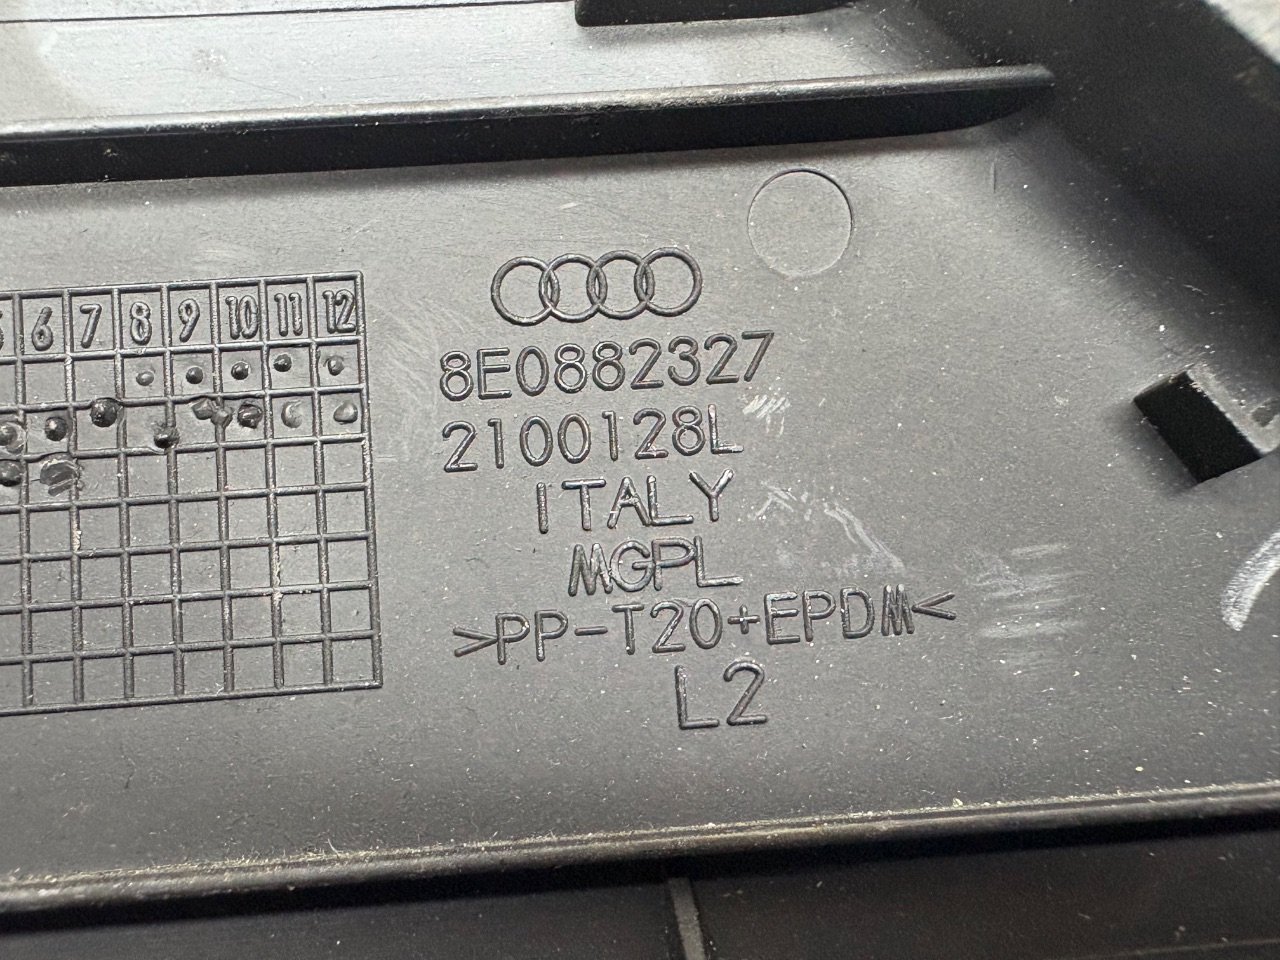 6 7 8 9 10 11 12
8E0882327
2100128L
ITALY
MGPL
>PP-T20+EPDM<
L2